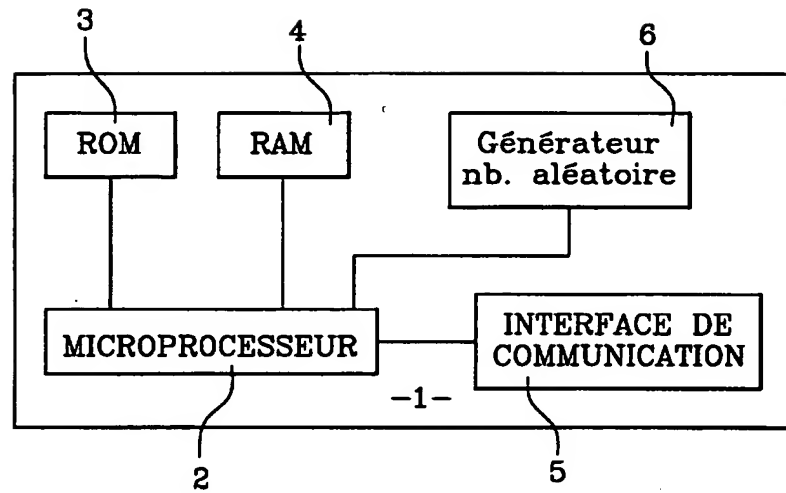 3
4
6
ROM
RAM
Générateur
nb. aléatoire
MICROPROCESSEUR
INTERFACE DE
COMMUNICATION
-1-
2
5